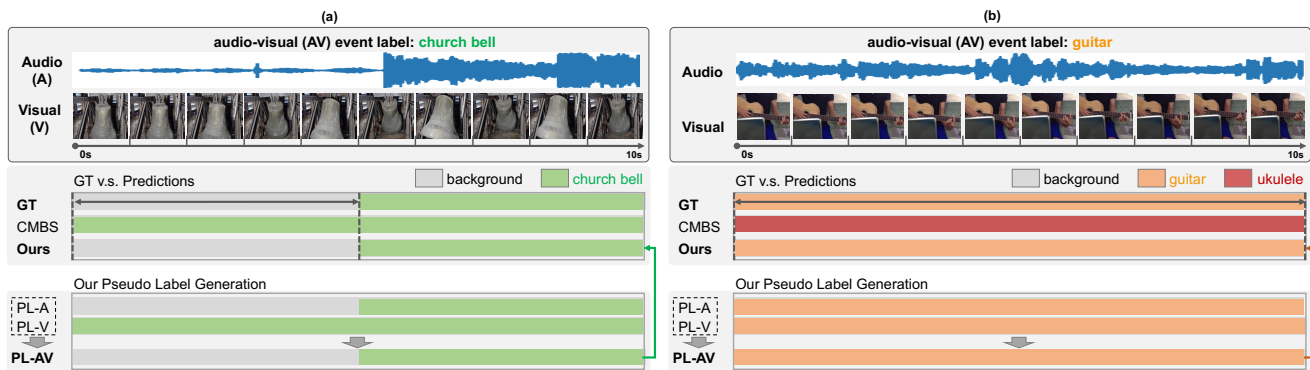 (a)
audio-visual (AV) event label: church bell
Audio
(A)
Visual
(V)
0s
10s
GT v.s. Predictions
background
church bell
GT
CMBS
Ours
Our Pseudo Label Generation
PL-A
PL-V
PL-AV
(b)
audio-visual (AV) event label: guitar
Audio
Visual
0s
10s
GT v.s. Predictions
background
guitar
ukulele
GT
CMBS
Ours
Our Pseudo Label Generation
PL-A
PL-V
PL-AV